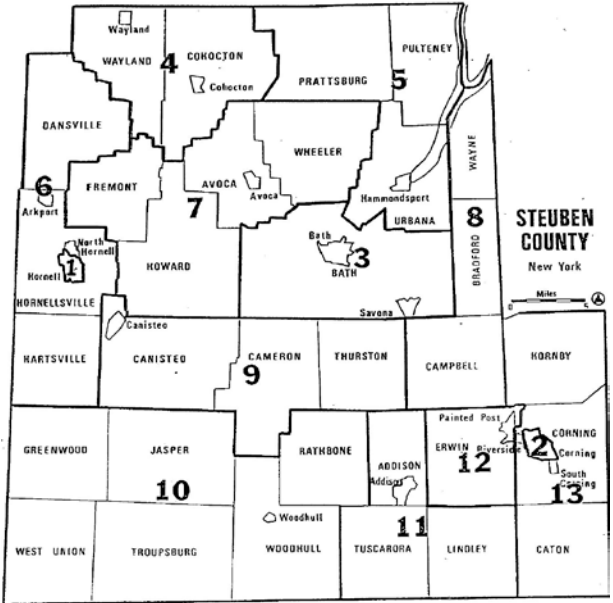 Wayland
WAYLAND
4
COHOCTON
Cohocton
PRATTSBURG
5
PULTENEY
DANSVILLE
WHEELER
WAYNE
6
Arkport
FREMONT
AVOCA
Avoca
7
Hammondsport
URBANA
8
BRADFORD
STEUBEN
COUNTY
New York
Miles
0
North
Hornell
Hornell
1
HORNELLSVILLE
HOWARD
Bath
3
BATH
Savona
Canisteo
HARTSVILLE
CANISTEO
CAMERON
9
THURSTON
CAMPBELL
HORNBY
GREENWOOD
JASPER
10
RATHBONE
ADDISON
Addison
Painted Post
ERWIN
Riverside
12
2
CORNING
Corning
South
Corning
13
11
WEST UNION
TROUPSBURG
Woodhull
WOODHULL
TUSCARORA
LINDLEY
CATON